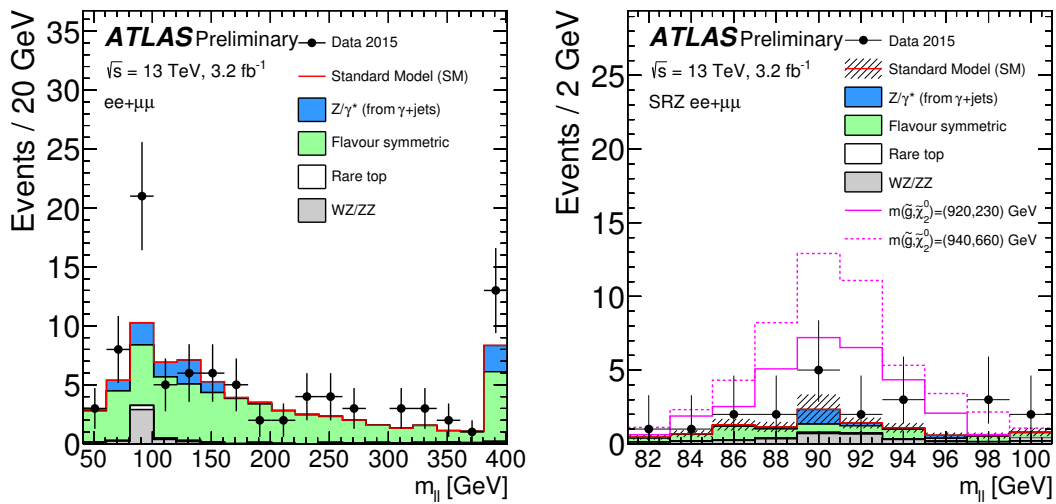 ATLAS Preliminary
√s = 13 TeV, 3.2 fb⁻¹
ee+μμ
Data 2015
Standard Model (SM)
Z/γ* (from γ+jets)
Flavour symmetric
Rare top
WZ/ZZ
Events / 20 GeV
35
30
25
20
15
10
5
0
50 100 150 200 250 300 350 400
m_ll [GeV]
ATLAS Preliminary
√s = 13 TeV, 3.2 fb⁻¹
SRZ ee+μμ
Data 2015
Standard Model (SM)
Z/γ* (from γ+jets)
Flavour symmetric
Rare top
WZ/ZZ
m(g̃,χ̃₂⁰)=(920,230) GeV
m(g̃,χ̃₂⁰)=(940,660) GeV
Events / 2 GeV
25
20
15
10
5
0
82 84 86 88 90 92 94 96 98 100
m_ll [GeV]